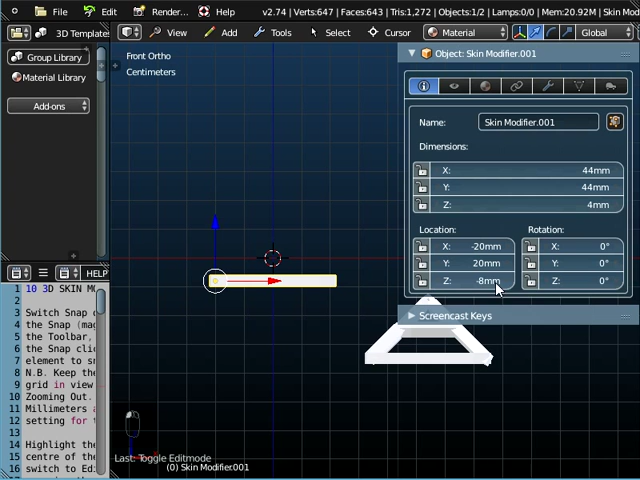 File Edit Render... Help v2.74 | Verts:647 | Faces:643 | Tris:1,272 | Objects:1/2 | Lamps:0/0 | Mem:20.92M | Skin Mod
3D Templates View Add Tools Select Cursor Material Global
Group Library
Material Library
Add-ons
Front Ortho
Centimeters
Object: Skin Modifier.001
Name: Skin Modifier.001
Dimensions:
X: 44mm
Y: 44mm
Z: 4mm
Location: Rotation:
X: -20mm X: 0°
Y: 20mm Y: 0°
Z: -8mm Z: 0°
Screencast Keys
HELP
1 10 3D SKIN MO
2
3 Switch Snap o
4 the Snap (mag
5 the Toolbar,
6 the Snap clic
7 element to sn
8 N.B. Keep the
9 grid in view
10 Zooming Out.
11 Millimeters a
12 setting for t
13
14 Highlight the
15 centre of the
16 switch to Edi
Last: Toggle Editmode
(0) Skin Modifier.001